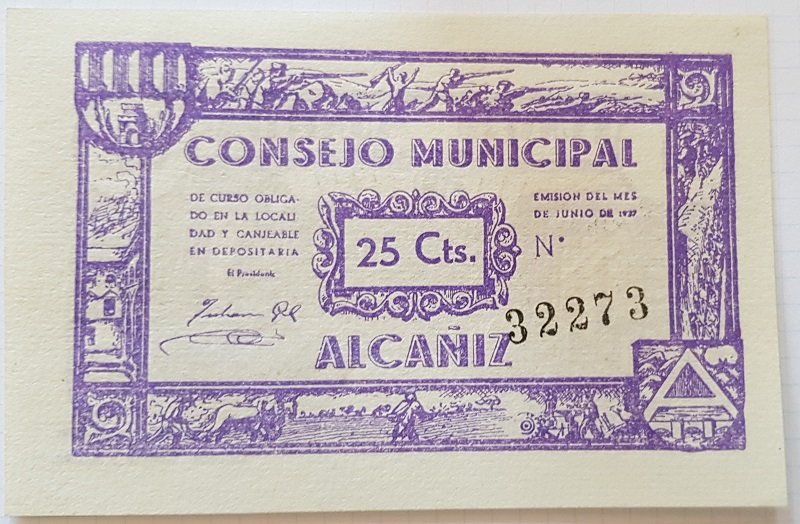 CONSEJO MUNICIPAL
DE CURSO OBLIGA-
DO EN LA LOCALI
DAD Y CANJEABLE
EN DEPOSITARIA
El Presidente
25 Cts.
EMISION DEL MES
DE JUNIO DE 1937
N.
32273
ALCAÑIZ